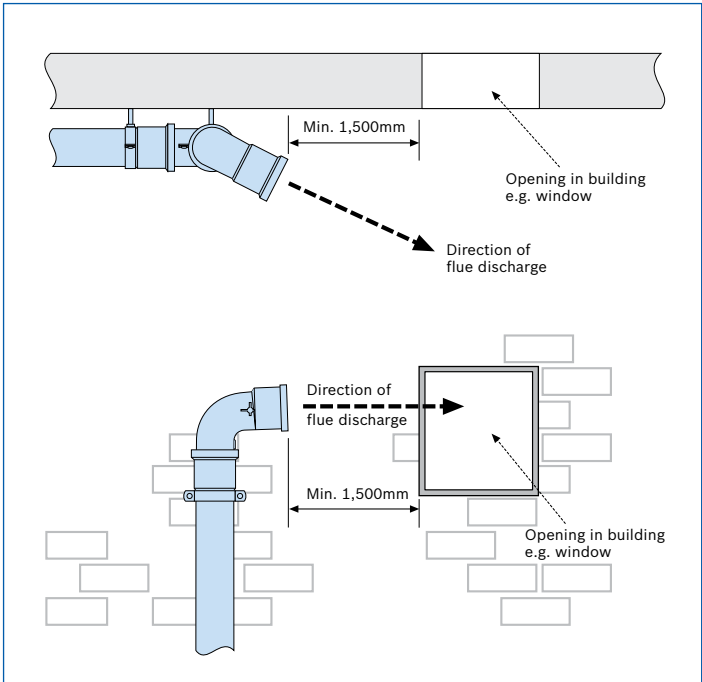 Min. 1,500mm
Opening in building
e.g. window
Direction of
flue discharge
Direction of
flue discharge
Min. 1,500mm
Opening in building
e.g. window